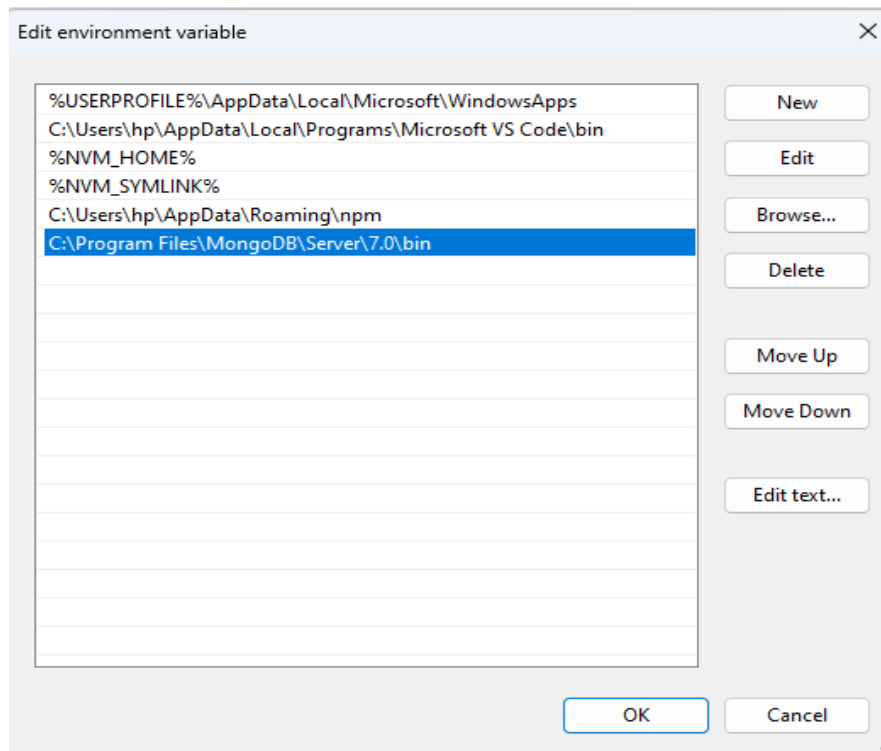 Edit environment variable
%USERPROFILE%\AppData\Local\Microsoft\WindowsApps
C:\Users\hp\AppData\Local\Programs\Microsoft VS Code\bin
%NVM_HOME%
%NVM_SYMLINK%
C:\Users\hp\AppData\Roaming\npm
C:\Program Files\MongoDB\Server\7.0\bin
New
Edit
Browse...
Delete
Move Up
Move Down
Edit text...
OK
Cancel